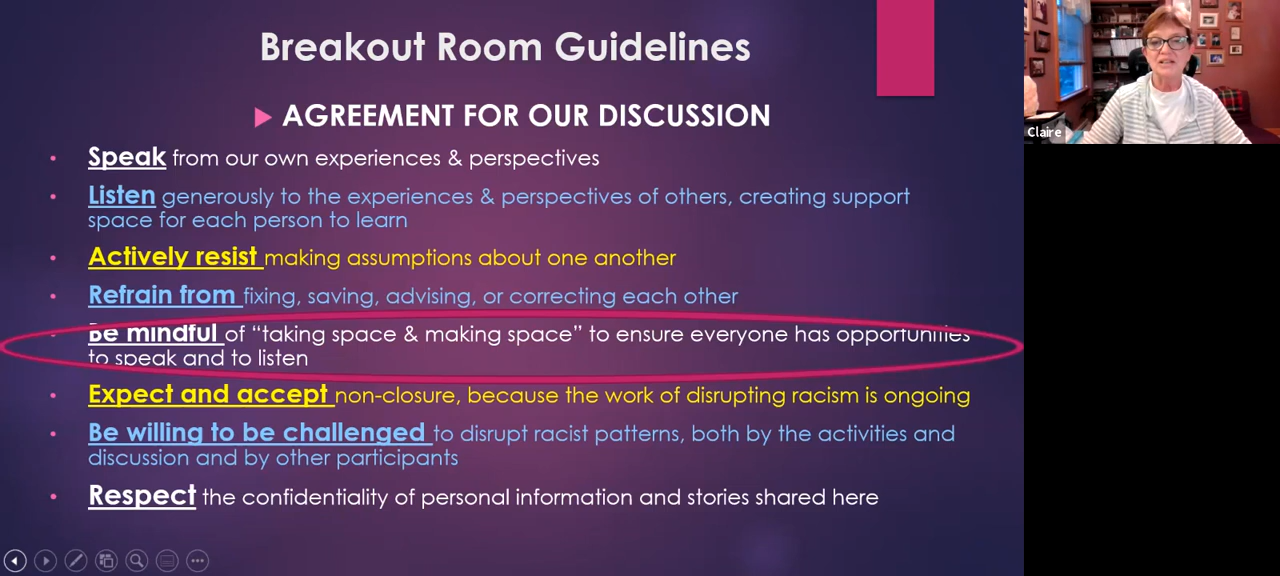 Breakout Room Guidelines
AGREEMENT FOR OUR DISCUSSION
Speak from our own experiences & perspectives
Listen generously to the experiences & perspectives of others, creating support
space for each person to learn
Actively resist making assumptions about one another
Refrain from fixing, saving, advising, or correcting each other
Be mindful of “taking space & making space” to ensure everyone has opportunities
to speak and to listen
Expect and accept non-closure, because the work of disrupting racism is ongoing
Be willing to be challenged to disrupt racist patterns, both by the activities and
discussion and by other participants
Respect the confidentiality of personal information and stories shared here
Claire